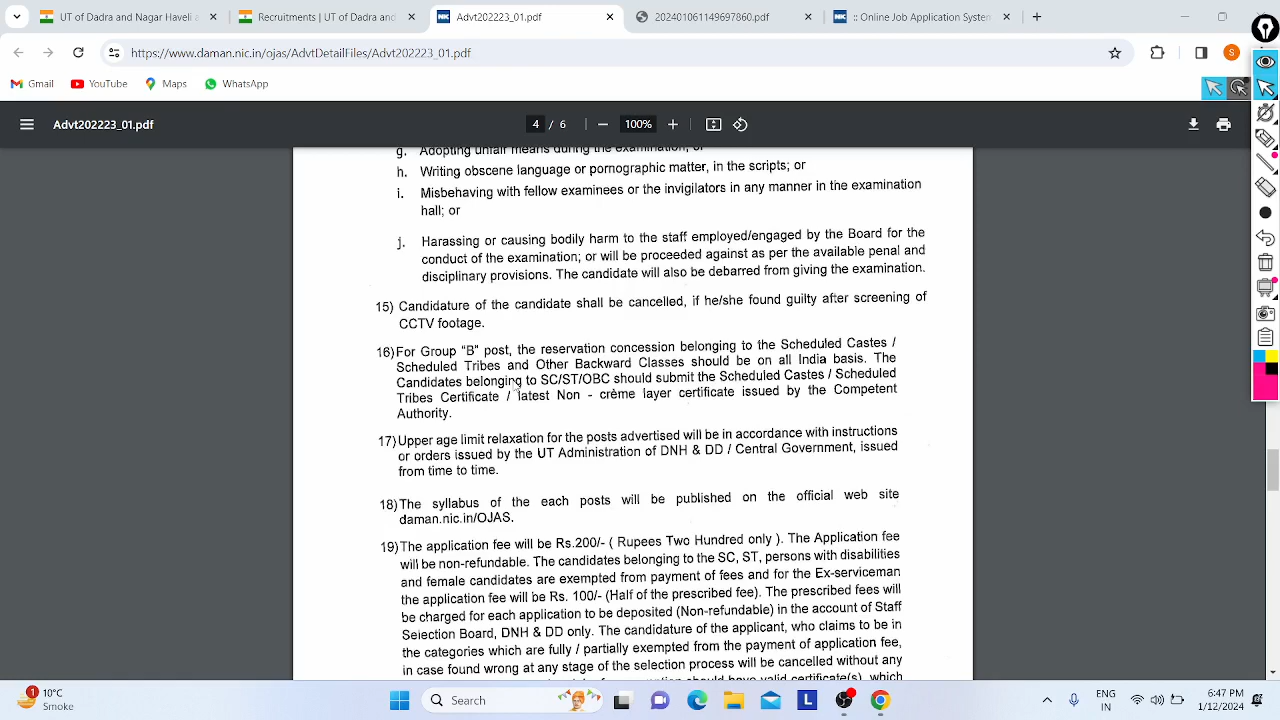 UT of Dadra and Nagar Haveli a
Recruitments | UT of Dadra and
Advt202223_01.pdf
:: Online Job Application System
https://www.daman.nic.in/ojas/AdvtDetailFiles/Advt202223_01.pdf
S
Gmail
YouTube
Maps
WhatsApp
Advt202223_01.pdf
4 / 6
100%
g. Adopting unfair means during the examination; or
h. Writing obscene language or pornographic matter, in the scripts; or
i. Misbehaving with fellow examinees or the invigilators in any manner in the examination
hall; or
j. Harassing or causing bodily harm to the staff employed/engaged by the Board for the
conduct of the examination; or will be proceeded against as per the available penal and
disciplinary provisions. The candidate will also be debarred from giving the examination.
15) Candidature of the candidate shall be cancelled, if he/she found guilty after screening of
CCTV footage.
16) For Group "B" post, the reservation concession belonging to the Scheduled Castes /
Scheduled Tribes and Other Backward Classes should be on all India basis. The
Candidates belonging to SC/ST/OBC should submit the Scheduled Castes / Scheduled
Tribes Certificate / latest Non - crème layer certificate issued by the Competent
Authority.
17) Upper age limit relaxation for the posts advertised will be in accordance with instructions
or orders issued by the UT Administration of DNH & DD / Central Government, issued
from time to time.
18) The syllabus of the each posts will be published on the official web site
daman.nic.in/OJAS.
19) The application fee will be Rs.200/- ( Rupees Two Hundred only ). The Application fee
will be non-refundable. The candidates belonging to the SC, ST, persons with disabilities
and female candidates are exempted from payment of fees and for the Ex-serviceman
the application fee will be Rs. 100/- (Half of the prescribed fee). The prescribed fees will
be charged for each application to be deposited (Non-refundable) in the account of Staff
Selection Board, DNH & DD only. The candidature of the applicant, who claims to be in
the categories which are fully / partially exempted from the payment of application fee,
in case found wrong at any stage of the selection process will be cancelled without any
should have valid certificate(s), which
1
10°C
Smoke
Search
ENG
IN
6:47 PM
1/12/2024